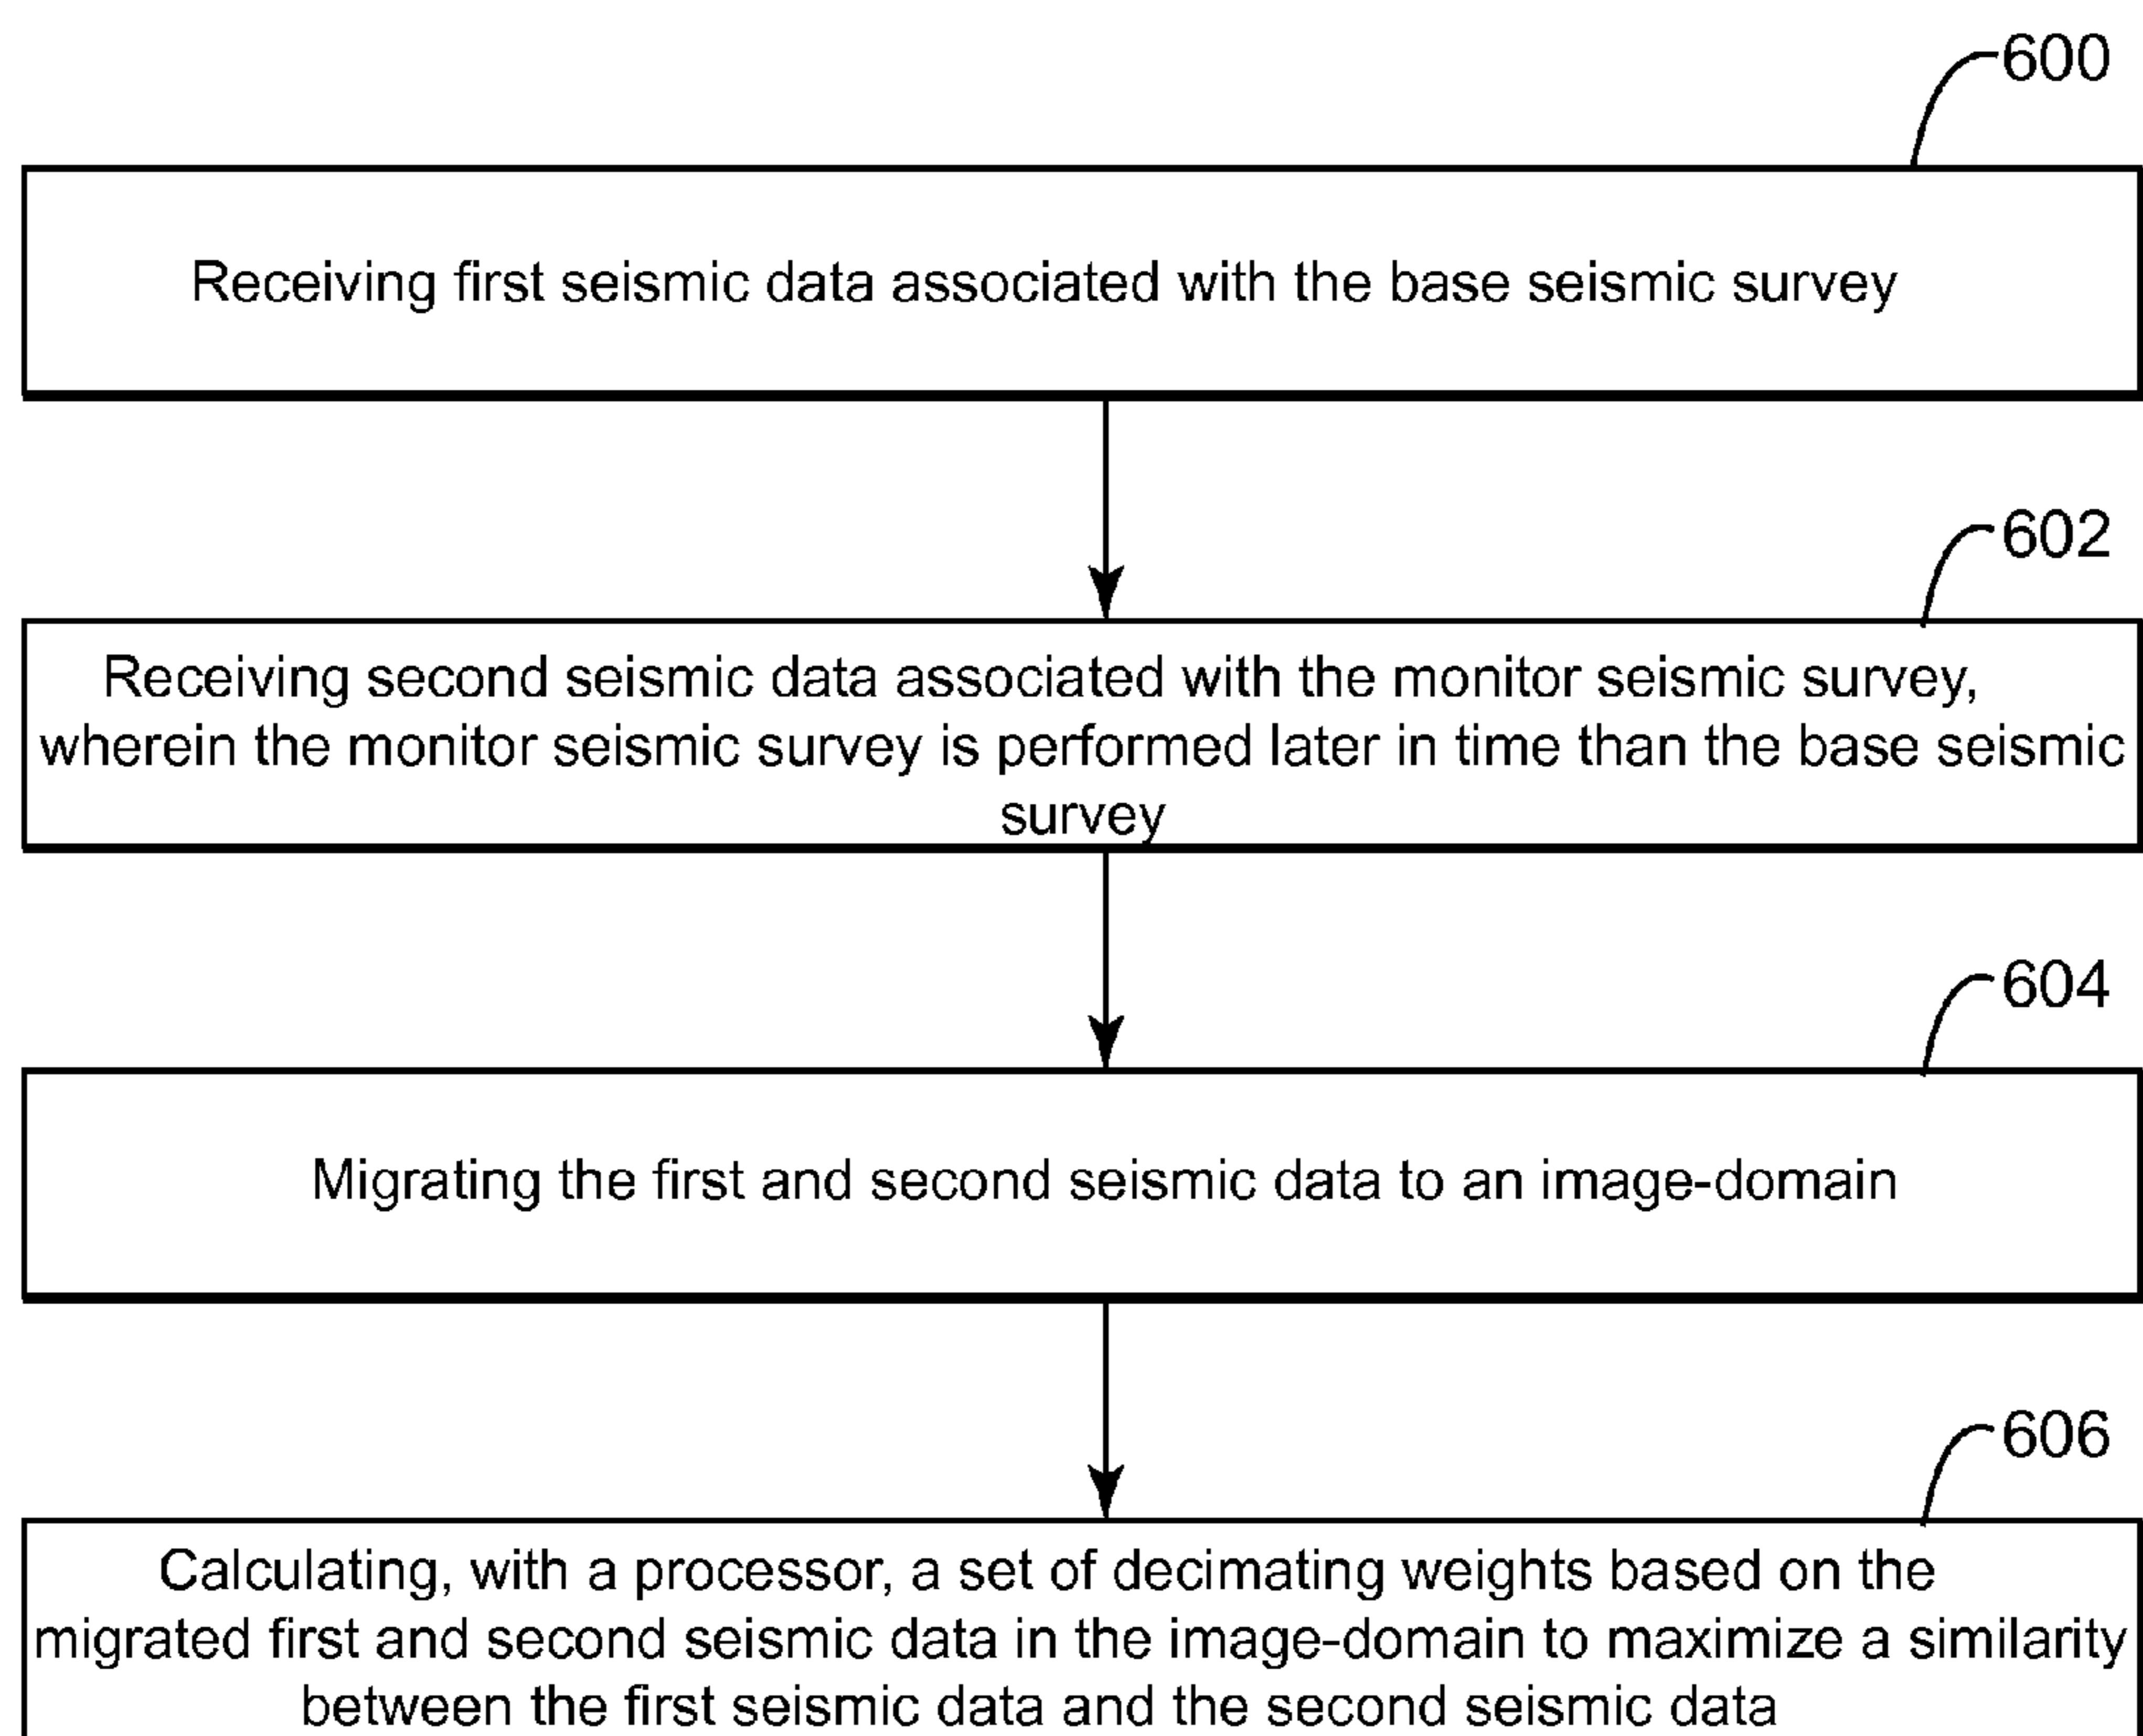 600
Receiving first seismic data associated with the base seismic survey
602
Receiving second seismic data associated with the monitor seismic survey,
wherein the monitor seismic survey is performed later in time than the base seismic
survey
604
Migrating the first and second seismic data to an image-domain
606
Calculating, with a processor, a set of decimating weights based on the
migrated first and second seismic data in the image-domain to maximize a similarity
between the first seismic data and the second seismic data